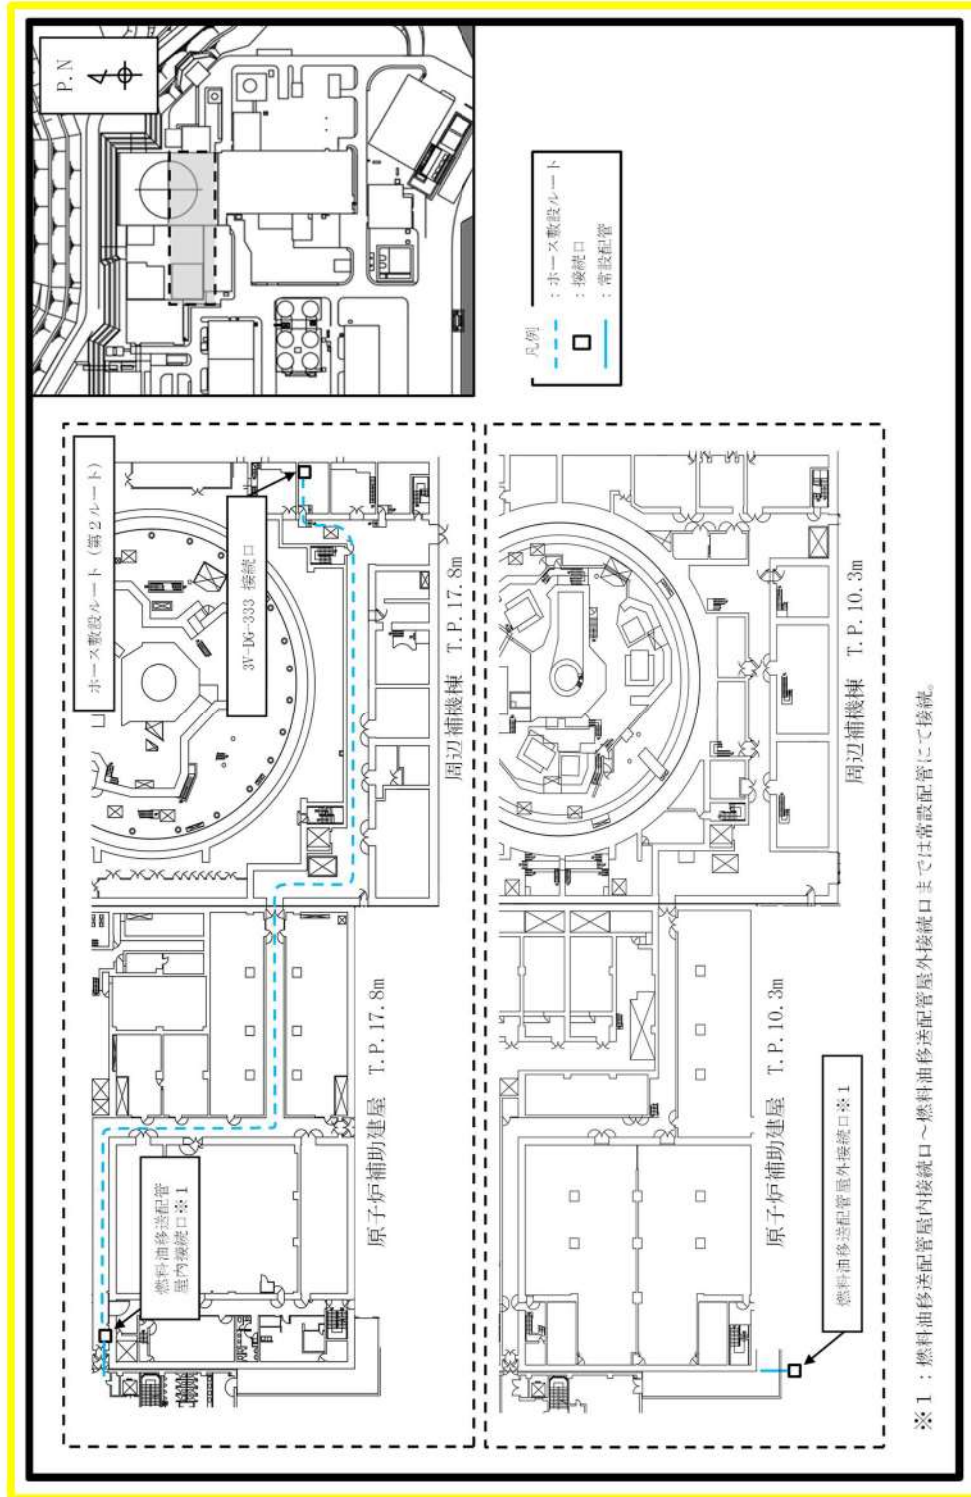 P.N
ホース敷設ルート（第２ルート）
3V-DG-333 接続口
燃料油移送配管
屋内接続口※1
原子炉補助建屋　T.P.17.8m
周辺補機棟　T.P.17.8m
凡例
：ホース敷設ルート
：接続口
：常設配管
燃料油移送配管屋外接続口※1
原子炉補助建屋　T.P.10.3m
周辺補機棟　T.P.10.3m
※１：燃料油移送配管屋内接続口～燃料油移送配管屋外接続口までは常設配管にて接続。